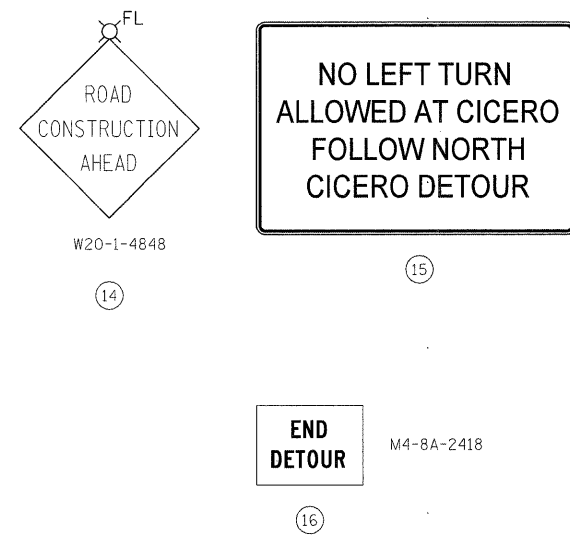 FL
ROAD
CONSTRUCTION
AHEAD
W20-1-4848
14
NO LEFT TURN
ALLOWED AT CICERO
FOLLOW NORTH
CICERO DETOUR
15
END
DETOUR
M4-8A-2418
16